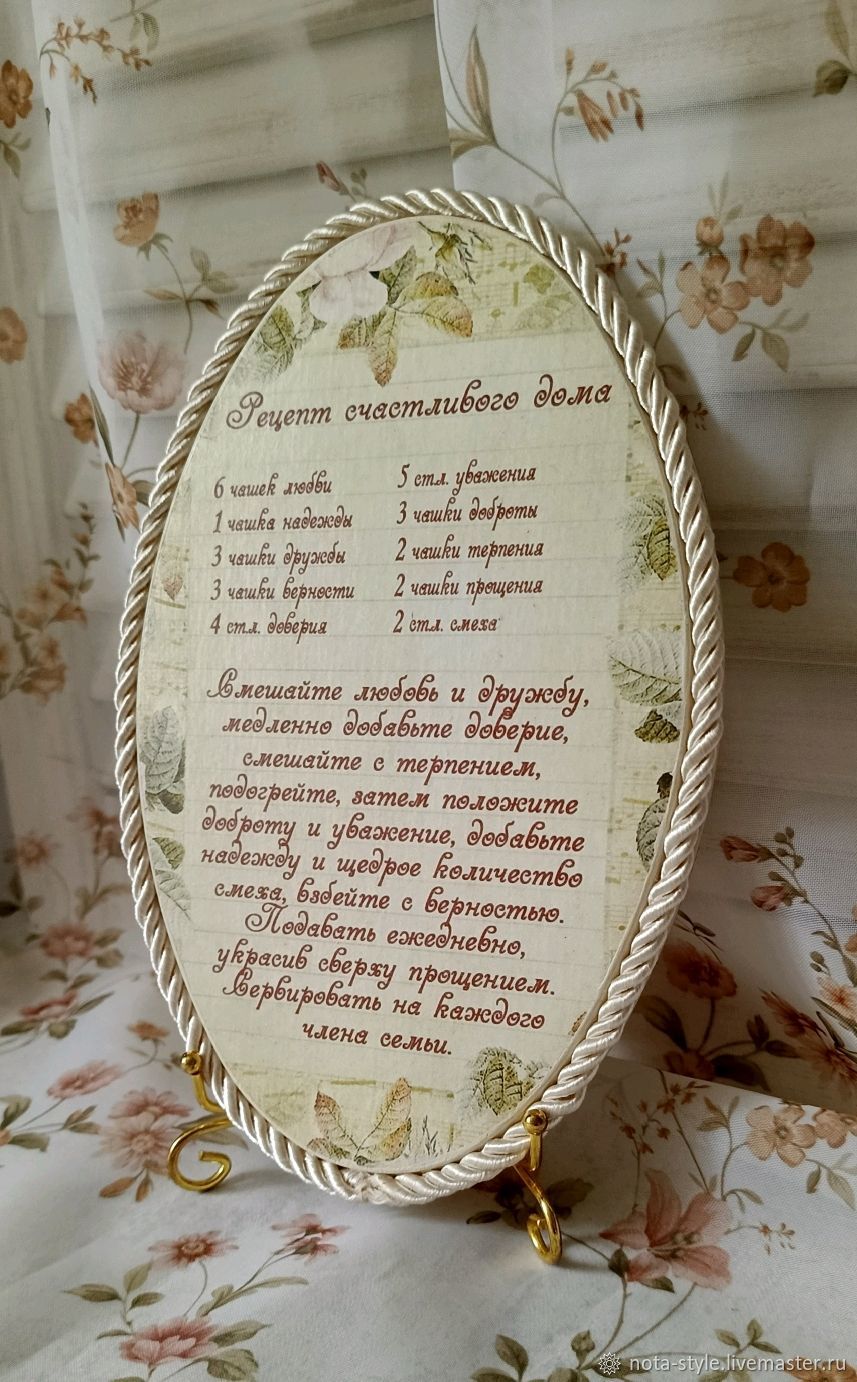 Рецепт счастливого дома
6 чашек любви
1 чашка надежды
3 чашки дружбы
3 чашки верности
4 стл. доверия
5 стл. уважения
3 чашки доброты
2 чашки терпения
2 чашки прощения
2 стл. смеха
Смешайте любовь и дружбу,
медленно добавьте доверие,
смешайте с терпением,
подогрейте, затем положите
доброту и уважение, добавьте
надежду и щедрое количество
смеха, взбейте с верностью.
Подавать ежедневно,
украсив сверху прощением.
Сервировать на каждого
члена семьи.
nota-style.livemaster.ru